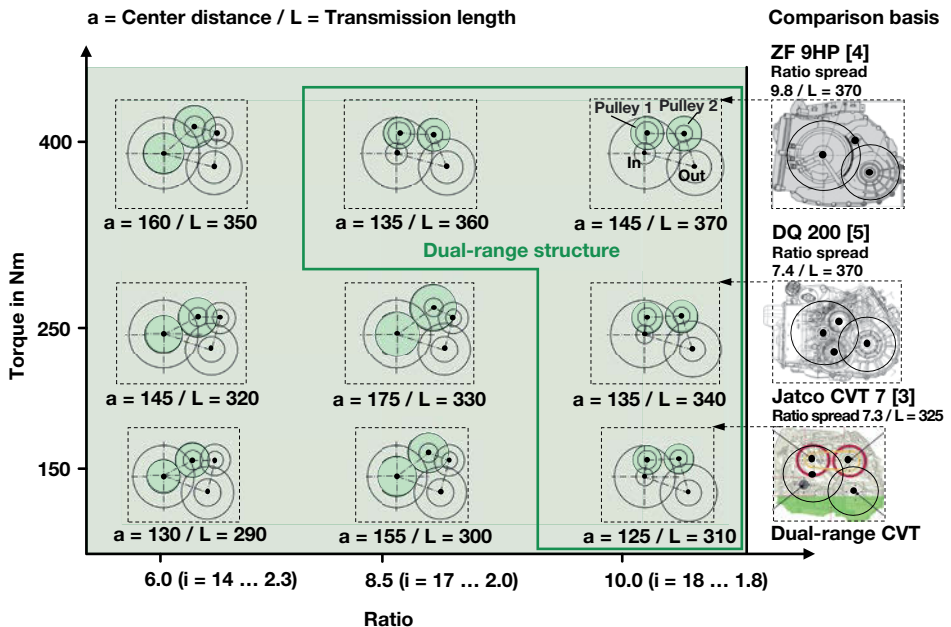 a = Center distance / L = Transmission length
Comparison basis
ZF 9HP [4]
Ratio spread
9.8 / L = 370
Torque in Nm
400
250
150
Pulley 1
Pulley 2
In
Out
a = 160 / L = 350
a = 135 / L = 360
a = 145 / L = 370
Dual-range structure
DQ 200 [5]
Ratio spread
7.4 / L = 370
a = 145 / L = 320
a = 175 / L = 330
a = 135 / L = 340
Jatco CVT 7 [3]
Ratio spread 7.3 / L = 325
a = 130 / L = 290
a = 155 / L = 300
a = 125 / L = 310
Dual-range CVT
6.0 (i = 14 … 2.3)
8.5 (i = 17 … 2.0)
10.0 (i = 18 … 1.8)
Ratio